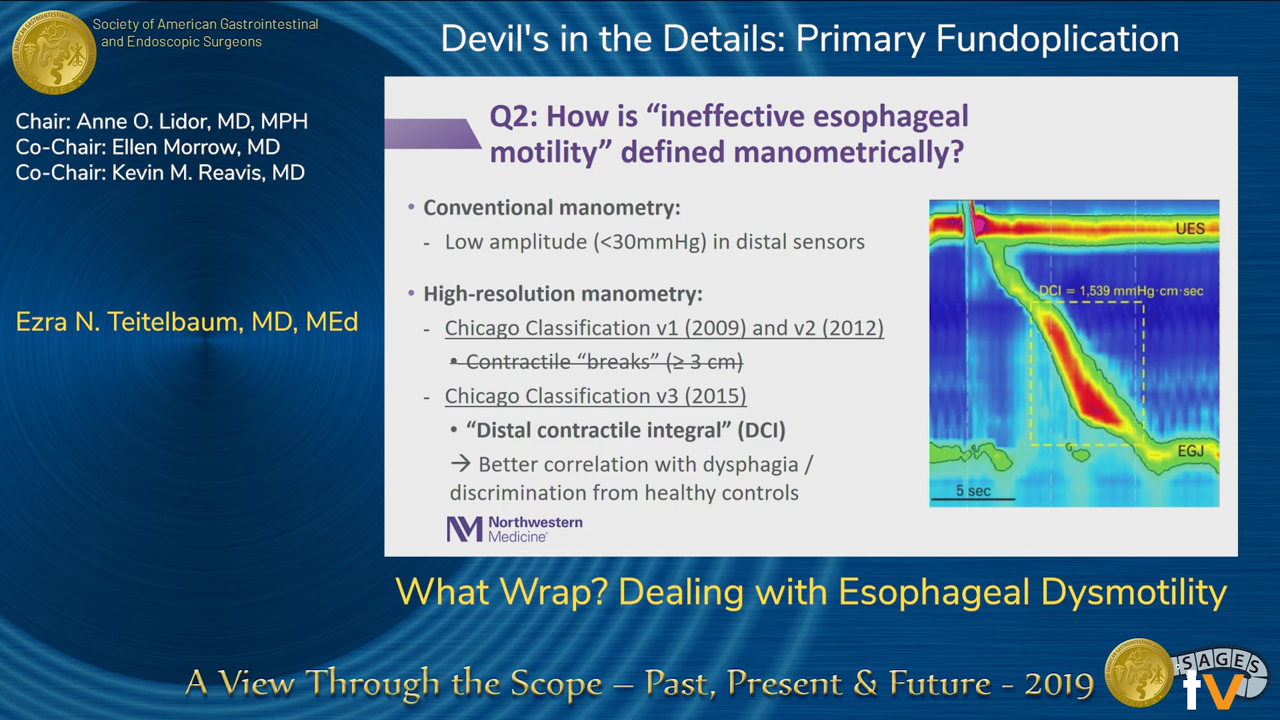 Society of American Gastrointestinal
and Endoscopic Surgeons
Devil's in the Details: Primary Fundoplication
Chair: Anne O. Lidor, MD, MPH
Co-Chair: Ellen Morrow, MD
Co-Chair: Kevin M. Reavis, MD
Ezra N. Teitelbaum, MD, MEd
Q2: How is “ineffective esophageal
motility” defined manometrically?
• Conventional manometry:
- Low amplitude (<30mmHg) in distal sensors
• High-resolution manometry:
- Chicago Classification v1 (2009) and v2 (2012)
• Contractile “breaks” (≥ 3 cm)
- Chicago Classification v3 (2015)
• “Distal contractile integral” (DCI)
→ Better correlation with dysphagia /
discrimination from healthy controls
UES
DCI = 1,539 mmHg·cm·sec
EGJ
5 sec
NM Northwestern
Medicine®
What Wrap? Dealing with Esophageal Dysmotility
A View Through the Scope – Past, Present & Future - 2019
SAGES
tv